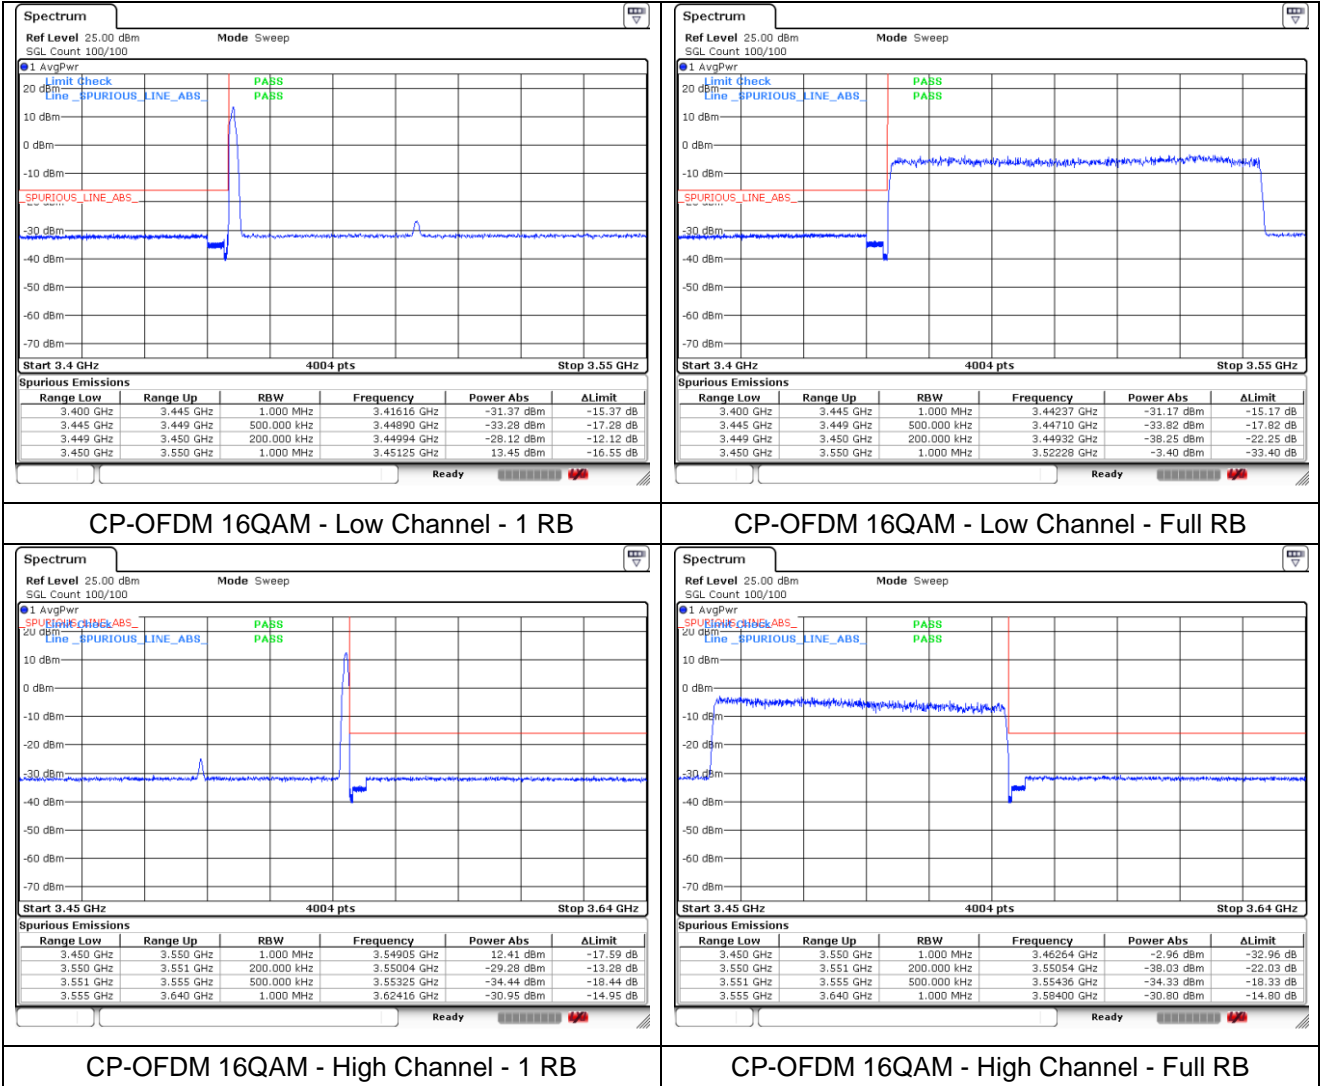 Spectrum
Ref Level 25.00 dBm Mode Sweep
SGL Count 100/100
1 AvgPwr
Limit Check PASS
20 dBm
Line _SPURIOUS_LINE_ABS_ PASS
10 dBm
0 dBm
-10 dBm
_SPURIOUS_LINE_ABS_
-20 dBm
-30 dBm
-40 dBm
-50 dBm
-60 dBm
-70 dBm
Start 3.4 GHz 4004 pts Stop 3.55 GHz
Spurious Emissions
Range Low Range Up RBW Frequency Power Abs ΔLimit
3.400 GHz 3.445 GHz 1.000 MHz 3.41616 GHz -31.37 dBm -15.37 dB
3.445 GHz 3.449 GHz 500.000 kHz 3.44890 GHz -33.28 dBm -17.28 dB
3.449 GHz 3.450 GHz 200.000 kHz 3.44994 GHz -28.12 dBm -12.12 dB
3.450 GHz 3.550 GHz 1.000 MHz 3.45125 GHz 13.45 dBm -16.55 dB
Ready
CP-OFDM 16QAM - Low Channel - 1 RB
Spectrum
Ref Level 25.00 dBm Mode Sweep
SGL Count 100/100
1 AvgPwr
Limit Check PASS
20 dBm
Line _SPURIOUS_LINE_ABS_ PASS
10 dBm
0 dBm
-10 dBm
_SPURIOUS_LINE_ABS_
-20 dBm
-30 dBm
-40 dBm
-50 dBm
-60 dBm
-70 dBm
Start 3.4 GHz 4004 pts Stop 3.55 GHz
Spurious Emissions
Range Low Range Up RBW Frequency Power Abs ΔLimit
3.400 GHz 3.445 GHz 1.000 MHz 3.44237 GHz -31.17 dBm -15.17 dB
3.445 GHz 3.449 GHz 500.000 kHz 3.44710 GHz -33.82 dBm -17.82 dB
3.449 GHz 3.450 GHz 200.000 kHz 3.44932 GHz -38.25 dBm -22.25 dB
3.450 GHz 3.550 GHz 1.000 MHz 3.52228 GHz -3.40 dBm -33.40 dB
Ready
CP-OFDM 16QAM - Low Channel - Full RB
Spectrum
Ref Level 25.00 dBm Mode Sweep
SGL Count 100/100
1 AvgPwr
_SPURIOUS_LINE_ABS_
Limit Check PASS
20 dBm
Line _SPURIOUS_LINE_ABS_ PASS
10 dBm
0 dBm
-10 dBm
-20 dBm
-30 dBm
-40 dBm
-50 dBm
-60 dBm
-70 dBm
Start 3.45 GHz 4004 pts Stop 3.64 GHz
Spurious Emissions
Range Low Range Up RBW Frequency Power Abs ΔLimit
3.450 GHz 3.550 GHz 1.000 MHz 3.54905 GHz 12.41 dBm -17.59 dB
3.550 GHz 3.551 GHz 200.000 kHz 3.55004 GHz -29.28 dBm -13.28 dB
3.551 GHz 3.555 GHz 500.000 kHz 3.55325 GHz -34.44 dBm -18.44 dB
3.555 GHz 3.640 GHz 1.000 MHz 3.62416 GHz -30.95 dBm -14.95 dB
Ready
CP-OFDM 16QAM - High Channel - 1 RB
Spectrum
Ref Level 25.00 dBm Mode Sweep
SGL Count 100/100
1 AvgPwr
_SPURIOUS_LINE_ABS_
Limit Check PASS
20 dBm
Line _SPURIOUS_LINE_ABS_ PASS
10 dBm
0 dBm
-10 dBm
-20 dBm
-30 dBm
-40 dBm
-50 dBm
-60 dBm
-70 dBm
Start 3.45 GHz 4004 pts Stop 3.64 GHz
Spurious Emissions
Range Low Range Up RBW Frequency Power Abs ΔLimit
3.450 GHz 3.550 GHz 1.000 MHz 3.46264 GHz -2.96 dBm -32.96 dB
3.550 GHz 3.551 GHz 200.000 kHz 3.55054 GHz -38.03 dBm -22.03 dB
3.551 GHz 3.555 GHz 500.000 kHz 3.55436 GHz -34.33 dBm -18.33 dB
3.555 GHz 3.640 GHz 1.000 MHz 3.58400 GHz -30.80 dBm -14.80 dB
Ready
CP-OFDM 16QAM - High Channel - Full RB